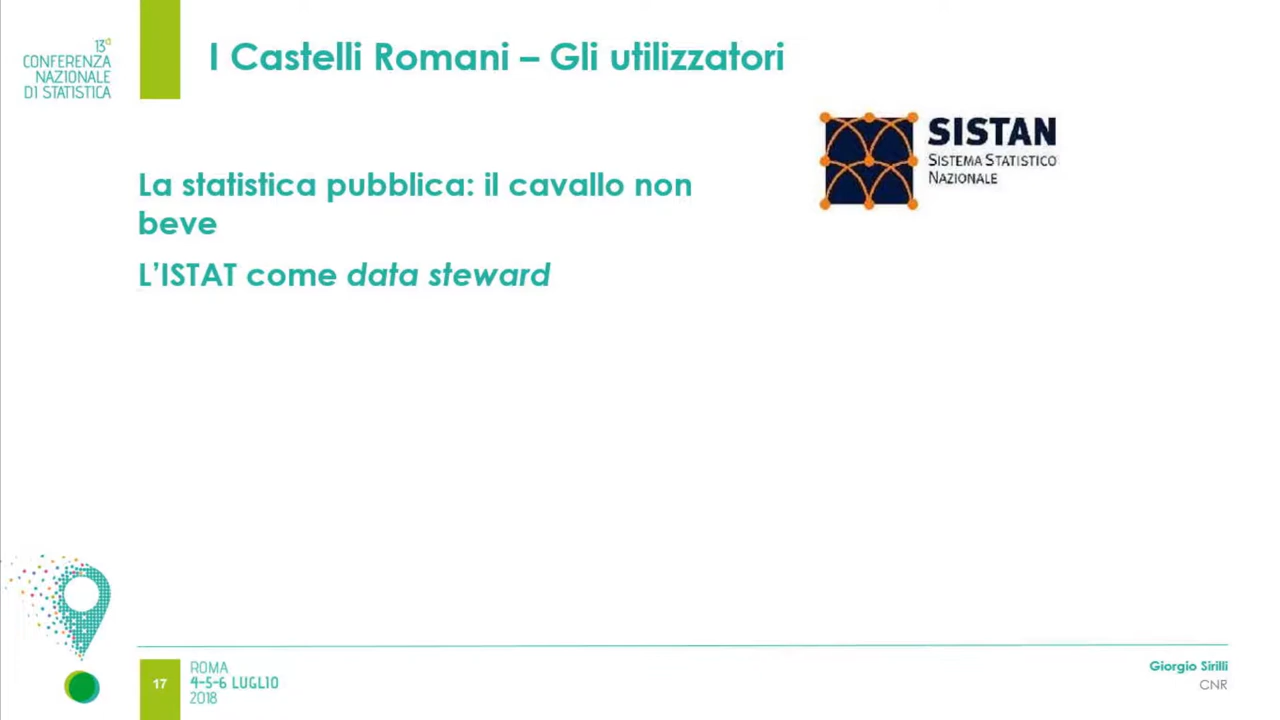 13a
CONFERENZA
NAZIONALE
DI STATISTICA
I Castelli Romani – Gli utilizzatori
SISTAN
SISTEMA STATISTICO
NAZIONALE
La statistica pubblica: il cavallo non
beve
L’ISTAT come data steward
17
ROMA
4-5-6 LUGLIO
2018
Giorgio Sirilli
CNR